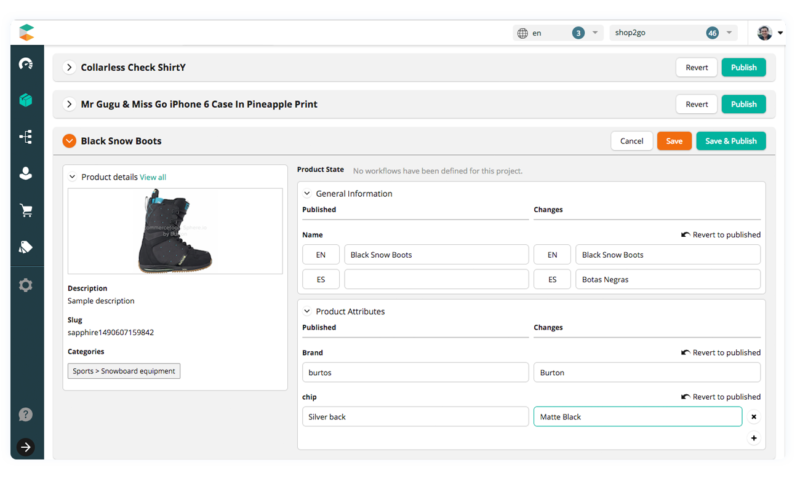 en 3 shop2go 46
Collarless Check ShirtY Revert Publish
Mr Gugu & Miss Go iPhone 6 Case In Pineapple Print Revert Publish
Black Snow Boots Cancel Save Save & Publish
Product details View all
Description
Sample description
Slug
sapphire1490607159842
Categories
Sports > Snowboard equipment
Product State No workflows have been defined for this project.
General Information
Published Changes
Name Revert to published
EN Black Snow Boots EN Black Snow Boots
ES ES Botas Negras
Product Attributes
Published Changes
Brand Revert to published
burtos Burton
chip Revert to published
Silver back Matte Black
?